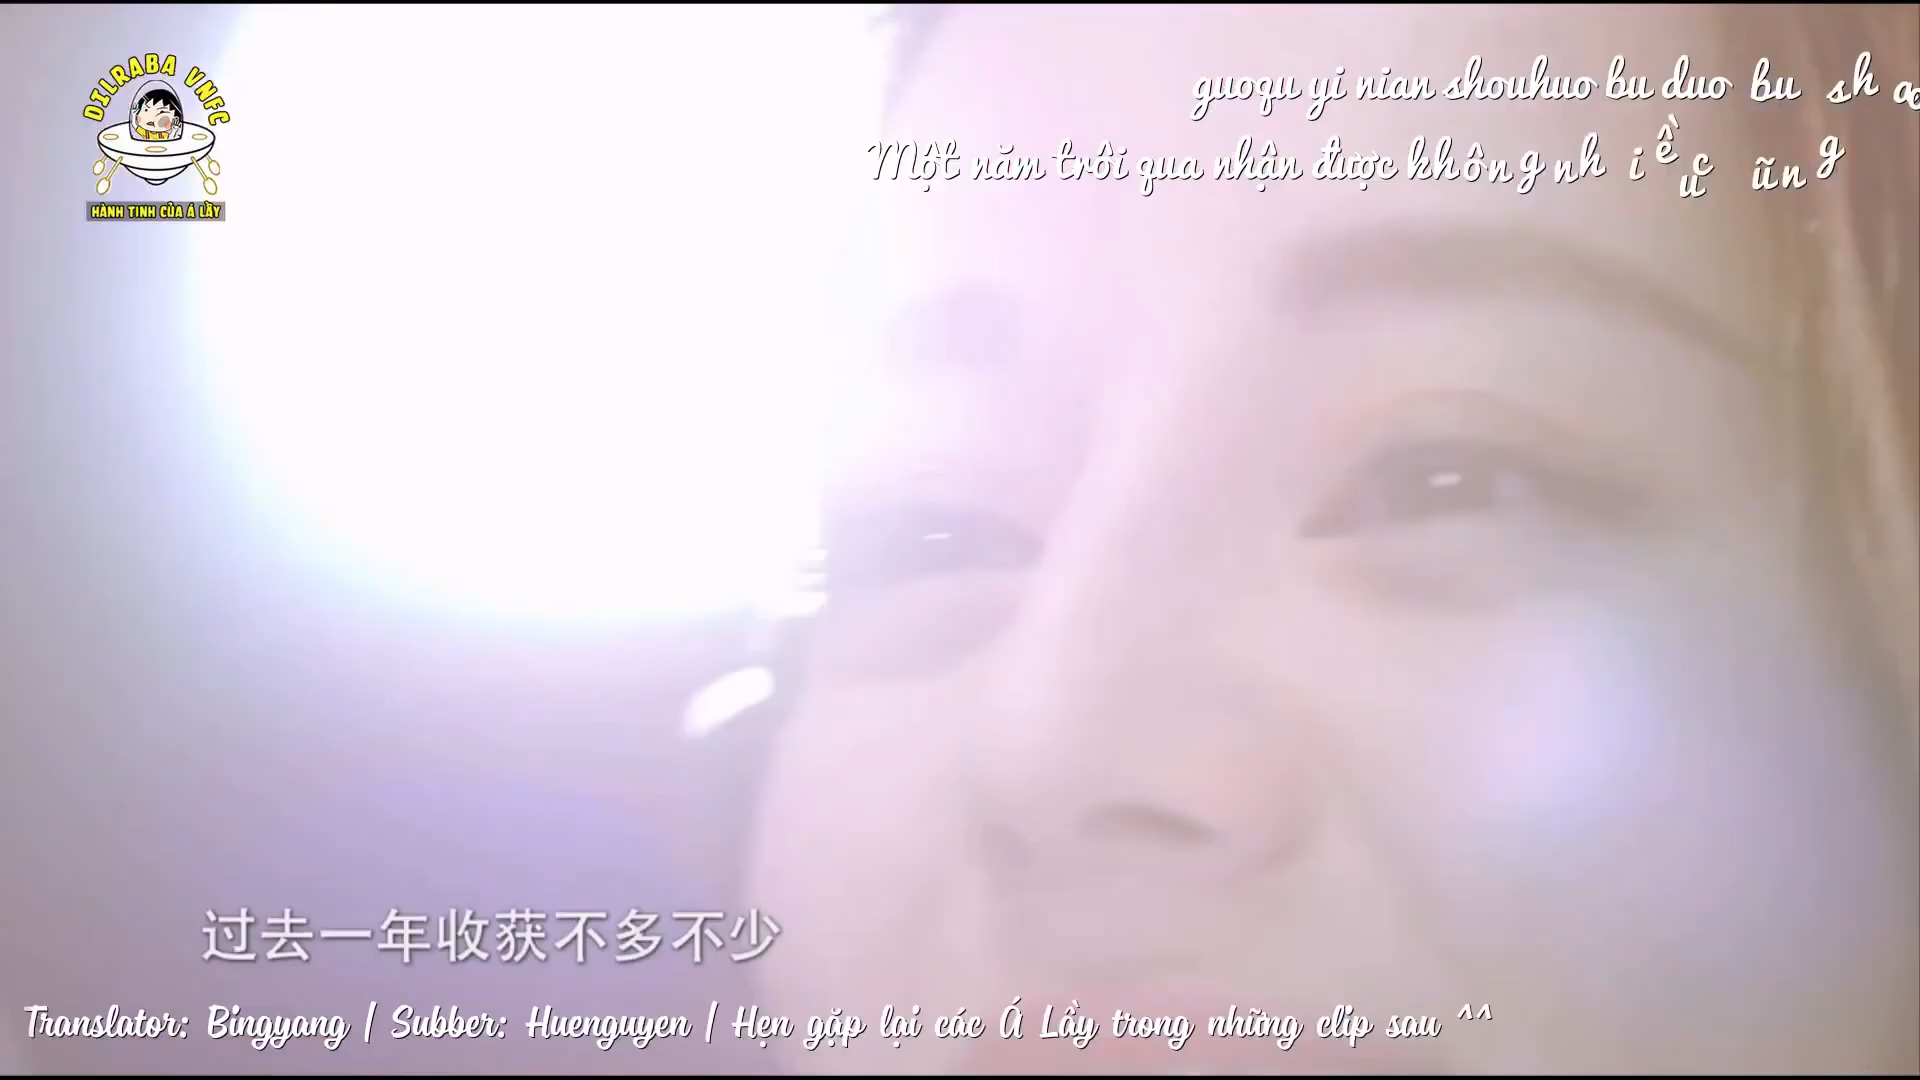 DILRABA VNFC
HÀNH TINH CỦA Á LẦY
guoqu yi nian shouhuo bu duo bu
Một năm trôi qua nhận được không nhiều cũng
过去一年收获不多不少
Translator: Bingyang | Subber: Huenguyen | Hẹn gặp lại các Á Lầy trong những clip sau ^^